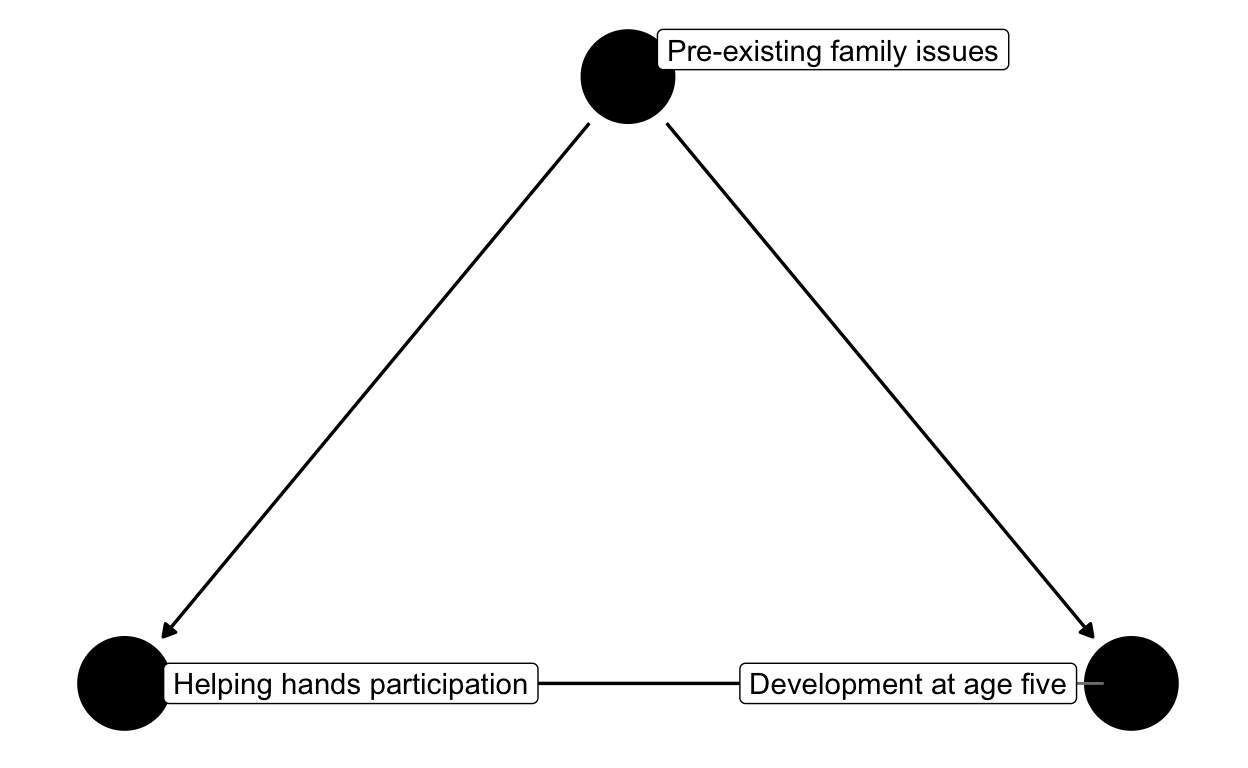 Pre-existing family issues
Helping hands participation
Development at age five